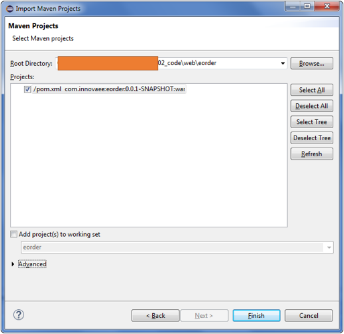 Import Maven Projects
Maven Projects
Select Maven projects
Root Directory: 02_code\web\eorder Browse...
Projects:
/pom.xml com.innovaee:eorder:0.0.1-SNAPSHOT:war
Select All
Deselect All
Select Tree
Deselect Tree
Refresh
Add project(s) to working set
eorder
Advanced
< Back Next > Finish Cancel